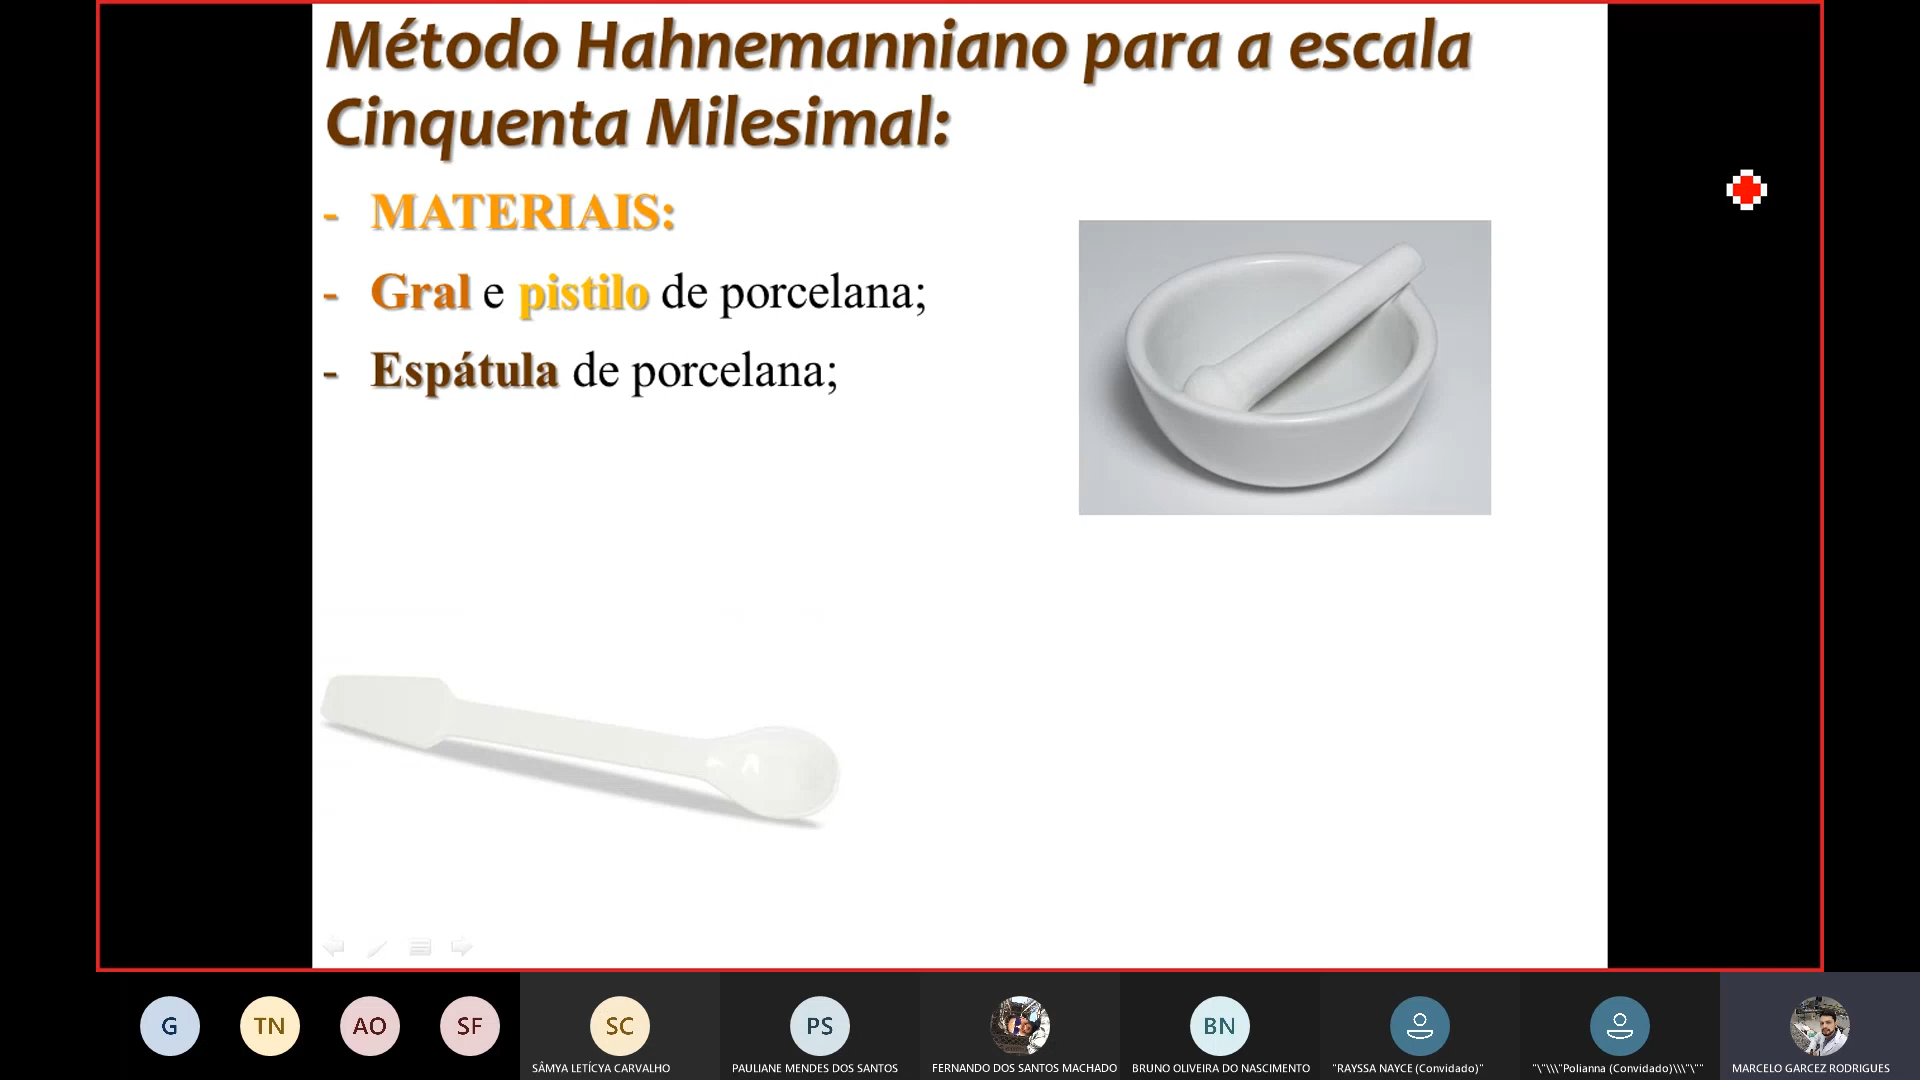 Método Hahnemanniano para a escala
Cinquenta Milesimal:
- MATERIAIS:
- Gral e pistilo de porcelana;
- Espátula de porcelana;
G
TN
AO
SF
SC
PS
BN
SÂMYA LETÍCYA CARVALHO
PAULIANE MENDES DOS SANTOS
FERNANDO DOS SANTOS MACHADO
BRUNO OLIVEIRA DO NASCIMENTO
"RAYSSA NAYCE (Convidado)"
"\"\\\"Polianna (Convidado)\\\"\""
MARCELO GARCEZ RODRIGUES